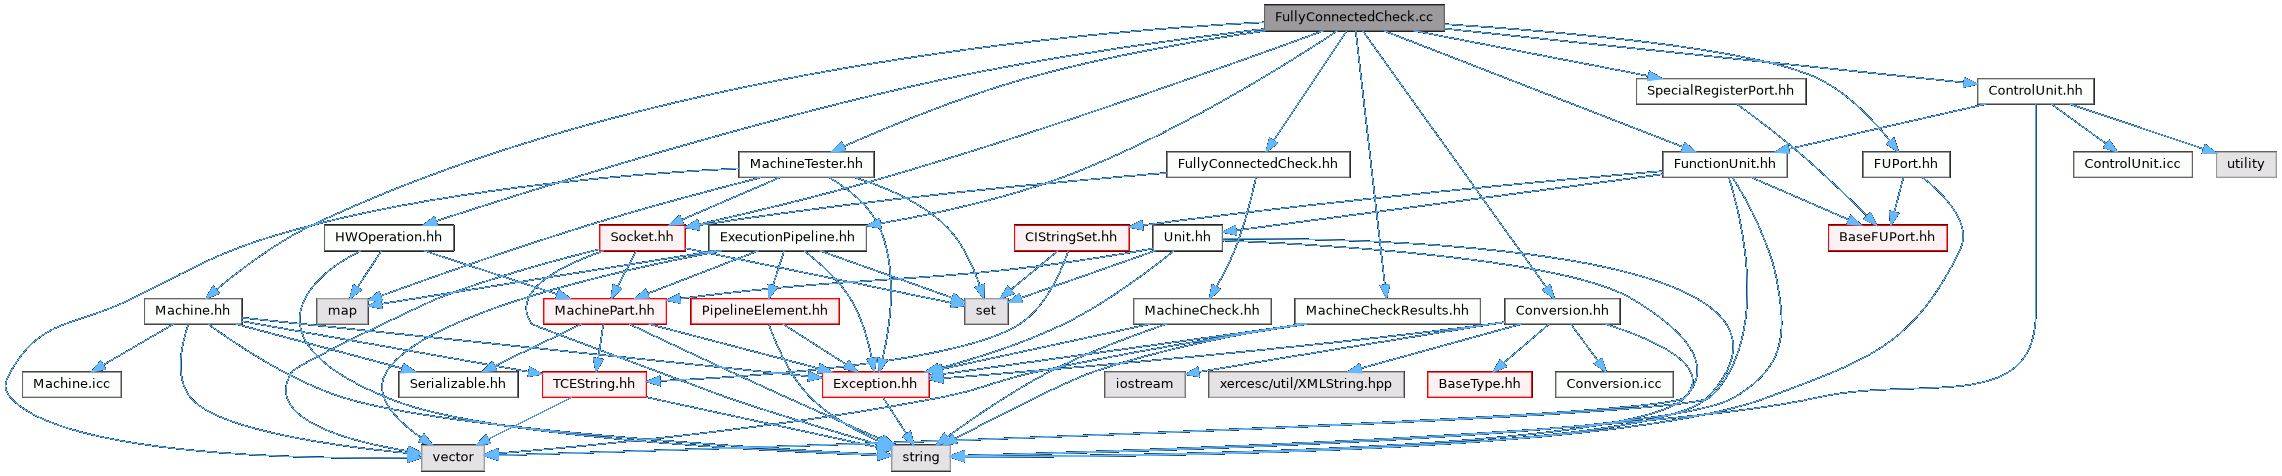 FullyConnectedCheck.cc
SpecialRegisterPort.hh
ControlUnit.hh
MachineTester.hh
FullyConnectedCheck.hh
FunctionUnit.hh
FUPort.hh
ControlUnit.icc
utility
HWOperation.hh
Socket.hh
ExecutionPipeline.hh
CIStringSet.hh
Unit.hh
BaseFUPort.hh
Machine.hh
map
MachinePart.hh
PipelineElement.hh
set
MachineCheck.hh
MachineCheckResults.hh
Conversion.hh
Machine.icc
Serializable.hh
TCEString.hh
Exception.hh
iostream
xercesc/util/XMLString.hpp
BaseType.hh
Conversion.icc
vector
string